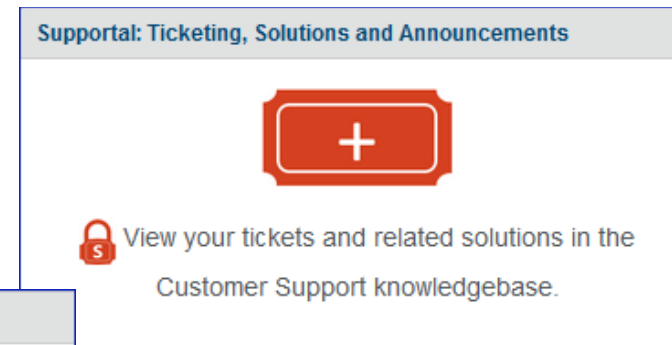 Supportal: Ticketing, Solutions and Announcements
+
S
View your tickets and related solutions in the
Customer Support knowledgebase.